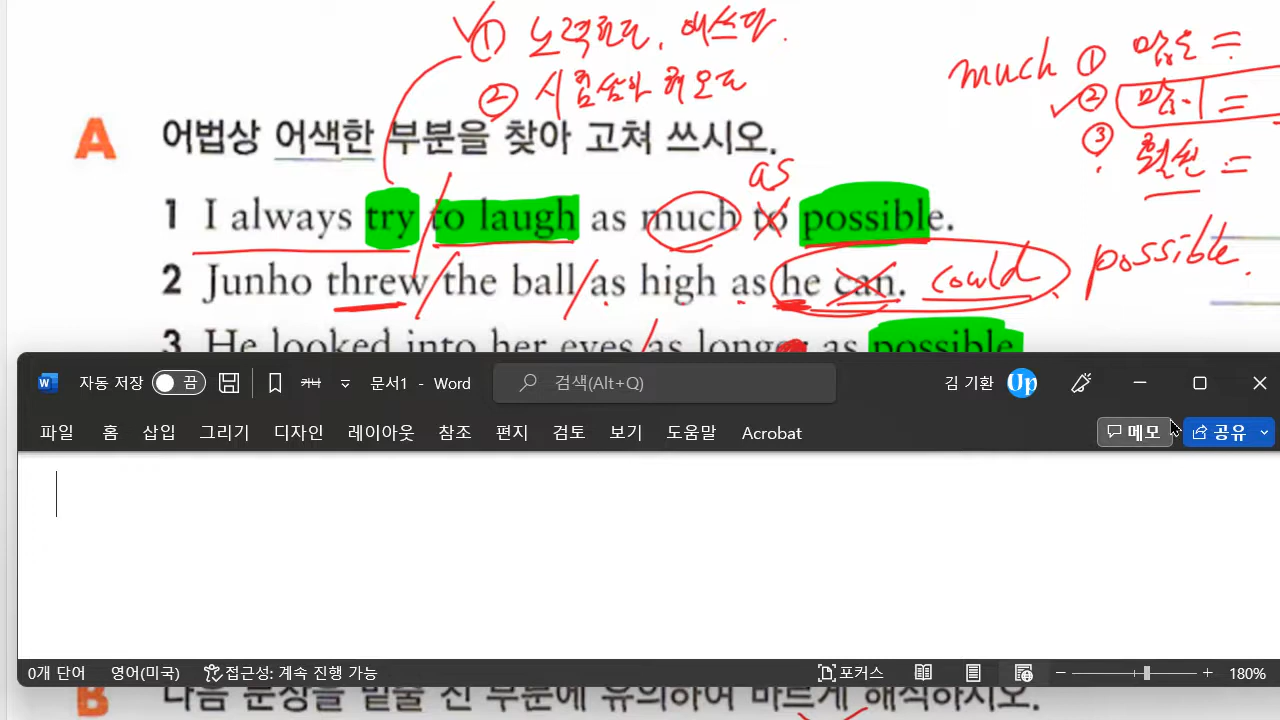 ① 노력하다, 애쓰다.
② 시험삼아 해보다
much ① 많은
② 많이
③ 훨씬
A 어법상 어색한 부분을 찾아 고쳐 쓰시오.
as
1 I always try to laugh as much to possible.
2 Junho threw the ball as high as he can. could possible.
3 He looked into her eyes as longer as possible.
자동 저장 끔 문서1 - Word 검색(Alt+Q) 김 기환 Up
파일 홈 삽입 그리기 디자인 레이아웃 참조 편지 검토 보기 도움말 Acrobat 메모 공유
0개 단어 영어(미국) 접근성: 계속 진행 가능 포커스 180%
B 다음 문장을 밑줄 친 부분에 유의하여 바르게 해석하시오.